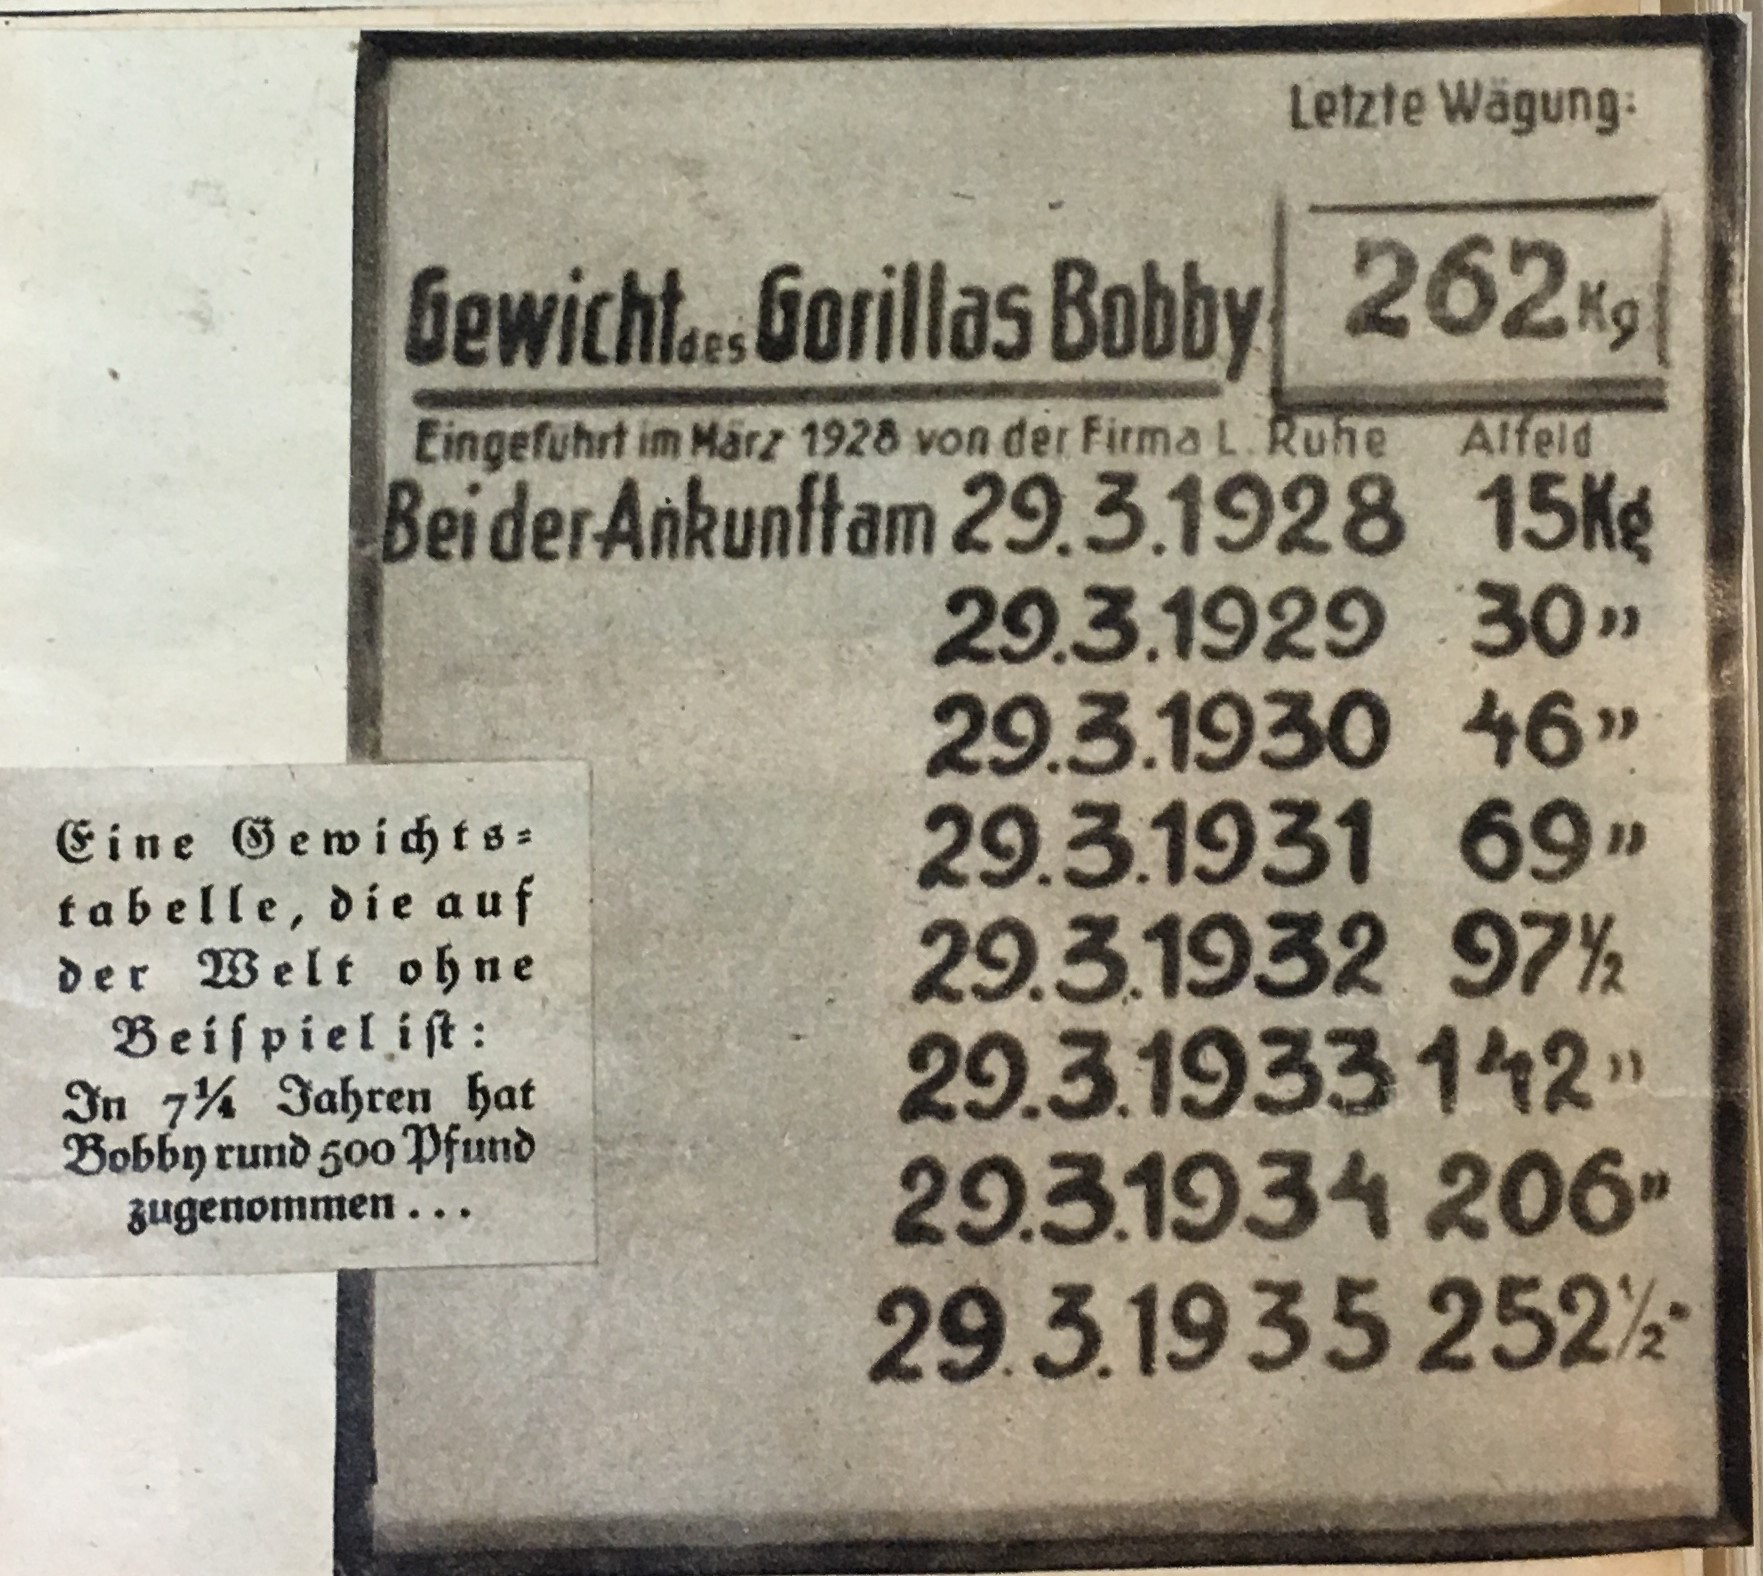 Letzte Wägung:
262 Kg
Gewicht des Gorillas Bobby
Eingeführt im März 1928 von der Firma L. Ruhe Alfeld
Bei der Ankunft am 29.3.1928 15 Kg
29.3.1929 30 "
29.3.1930 46 "
29.3.1931 69 "
29.3.1932 97½
29.3.1933 142 "
29.3.1934 206 "
29.3.1935 252½ "
Eine Gewichts-
tabelle, die auf
der Welt ohne
Beiſpiel iſt:
In 7¼ Jahren hat
Bobby rund 500 Pfund
zugenommen...